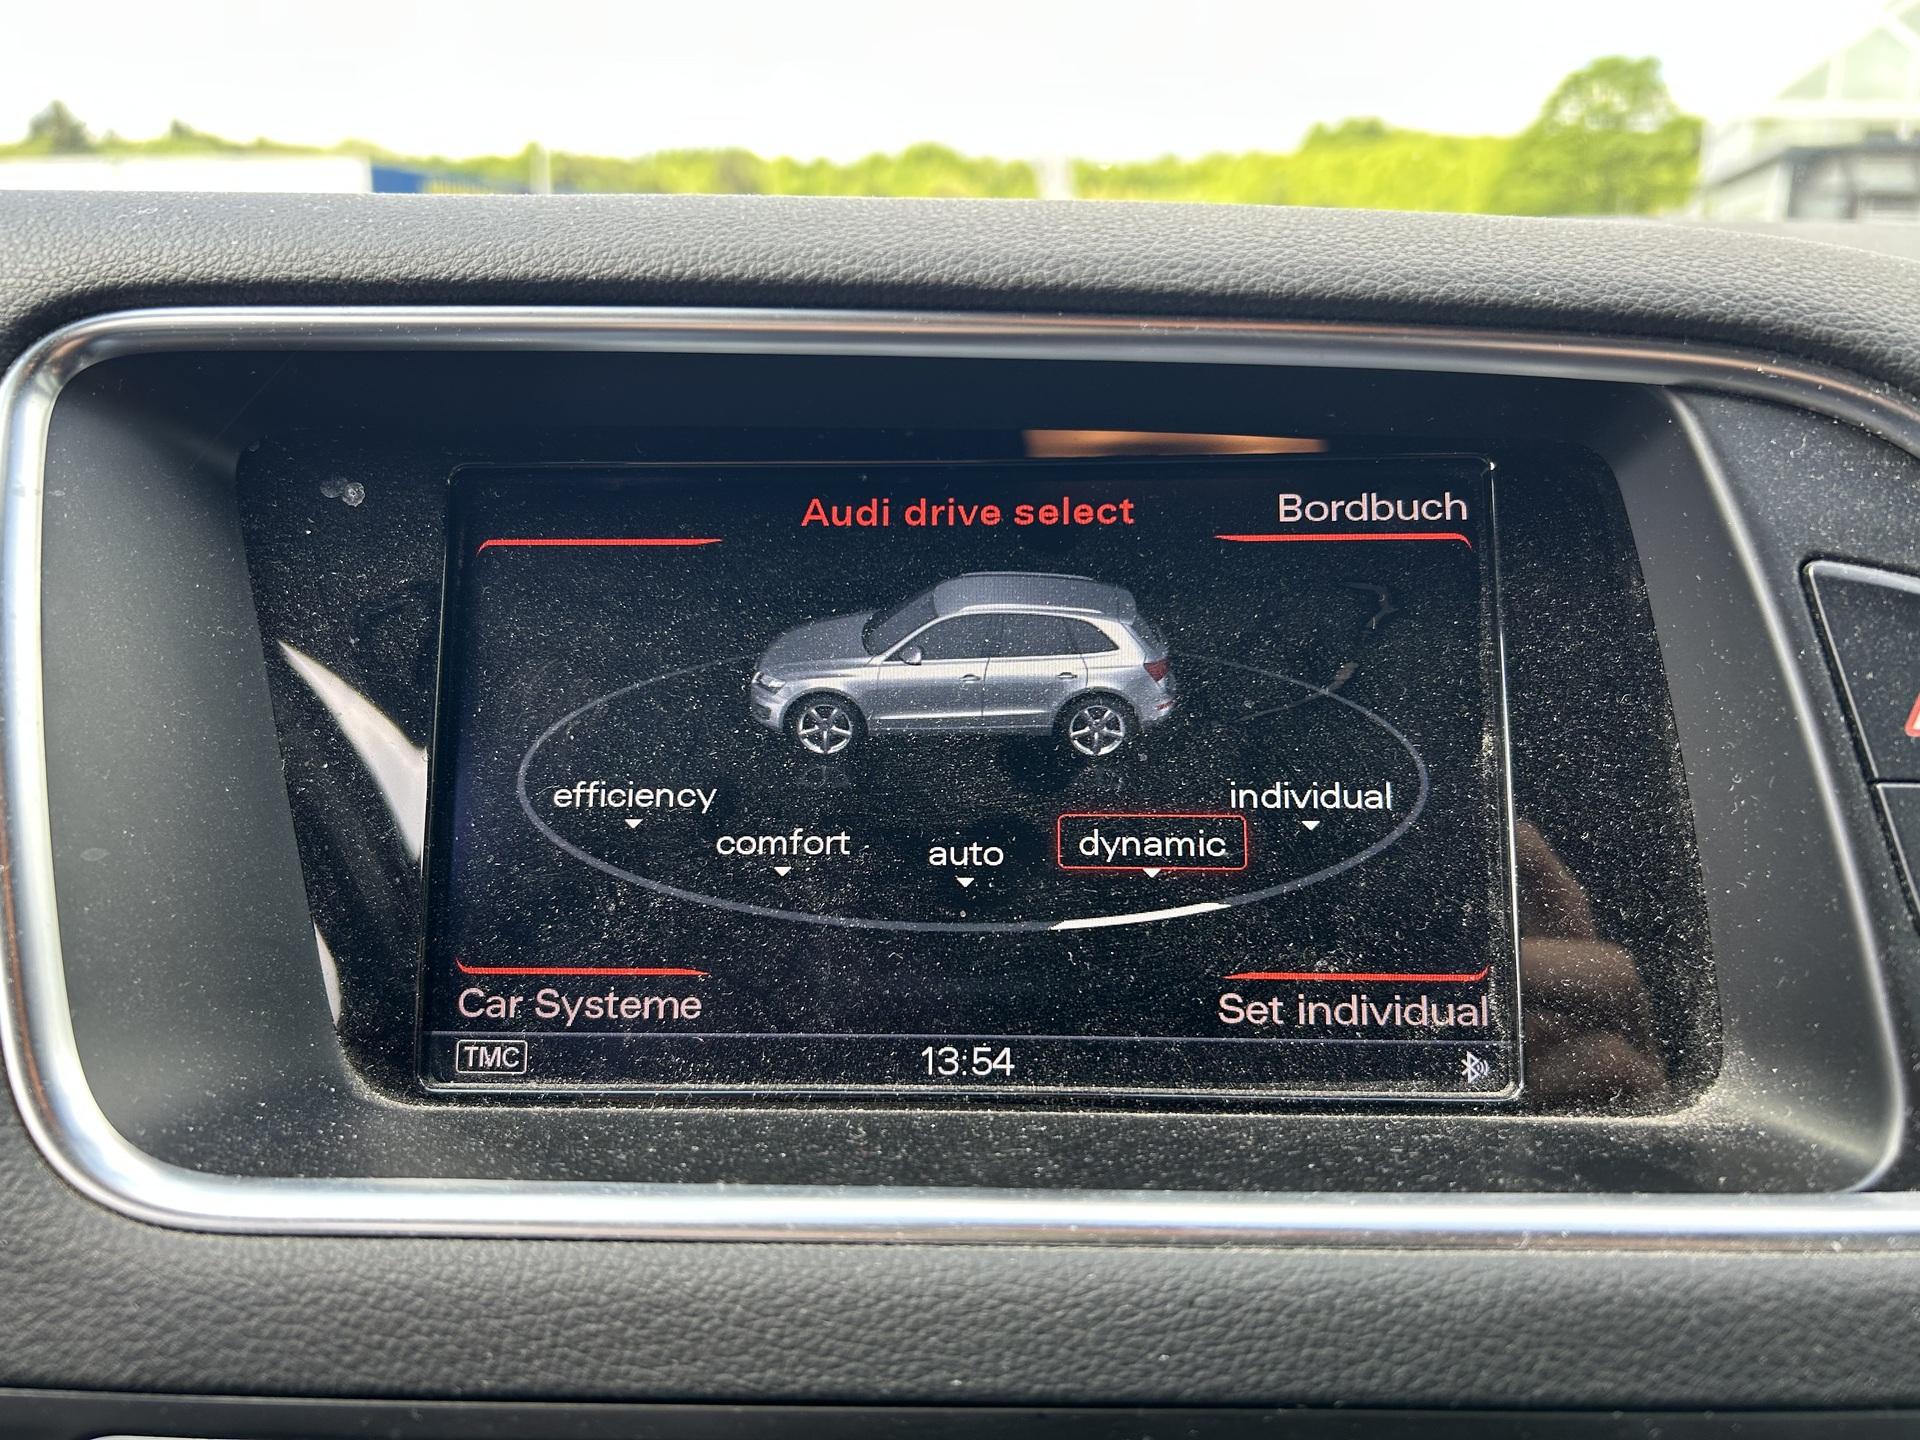 Audi drive select
Bordbuch
efficiency
comfort
auto
dynamic
individual
Car Systeme
Set individual
TMC
13:54